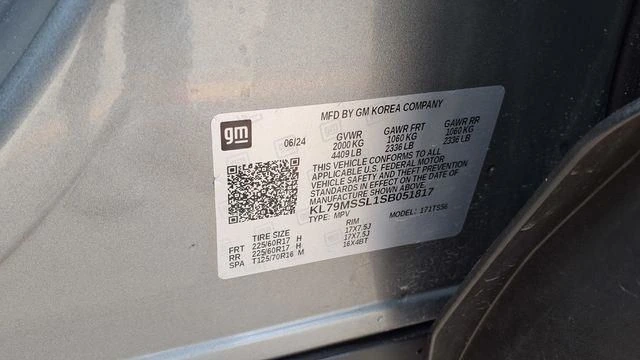 MFD BY GM KOREA COMPANY
gm
06/24 GVWR GAWR FRT GAWR RR
2000 KG 1060 KG 1060 KG
4409 LB 2336 LB 2336 LB
THIS VEHICLE CONFORMS TO ALL
APPLICABLE U.S. FEDERAL MOTOR
VEHICLE SAFETY AND THEFT PREVENTION
STANDARDS IN EFFECT ON THE DATE OF
MANUFACTURE SHOWN ABOVE.
KL79MSSL1SB051817
TYPE: MPV MODEL: 1TTS56
TIRE SIZE RIM
FRT 225/60R17 H 17X7.5J
RR 225/60R17 H 17X7.5J
SPA T125/70R16 M 16X4BT